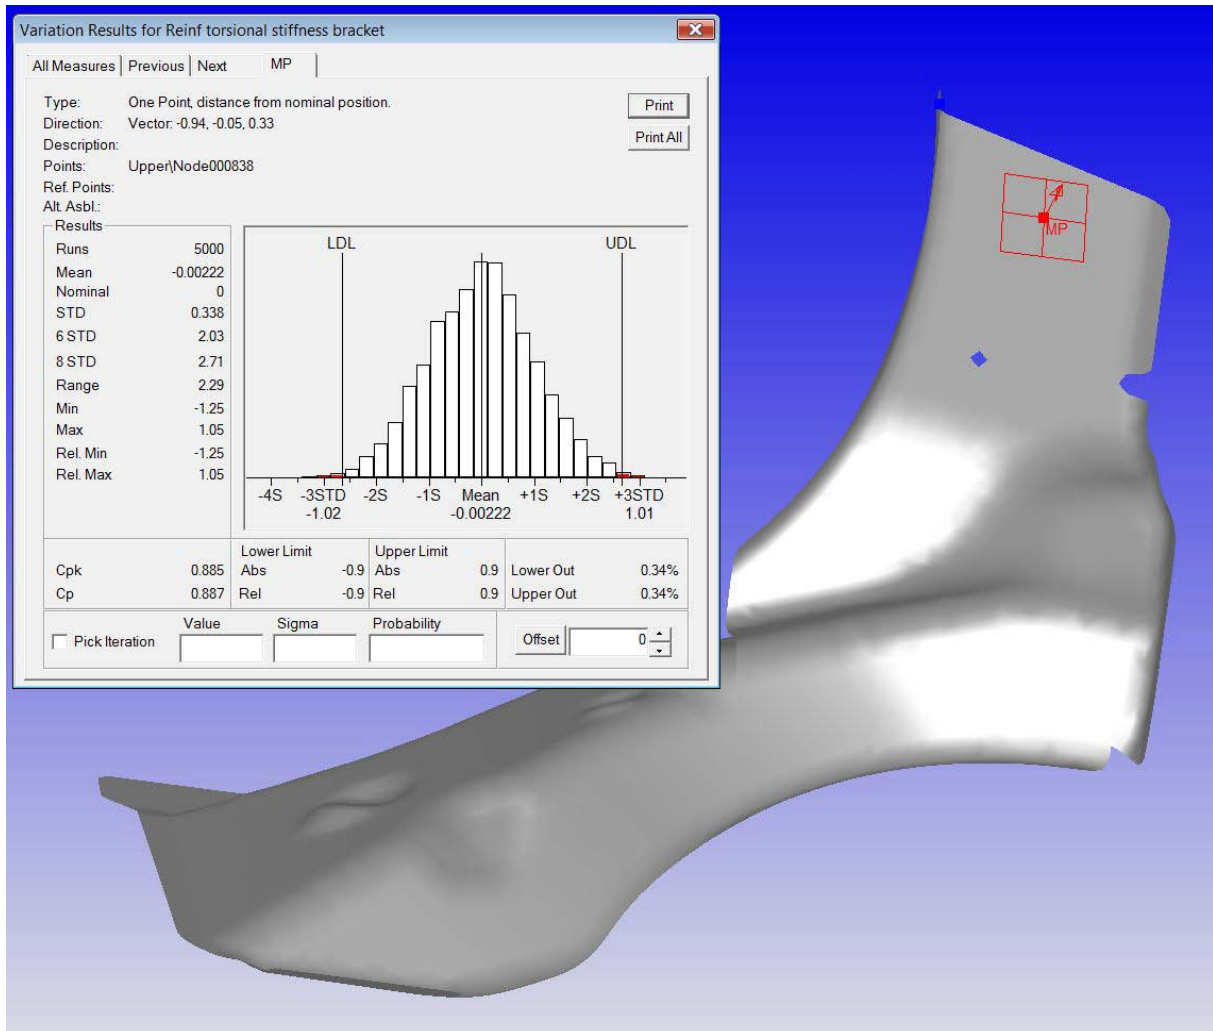 Variation Results for Reinf torsional stiffness bracket
All Measures Previous Next MP
Type: One Point, distance from nominal position.
Print
Direction: Vector: -0.94, -0.05, 0.33
Print All
Description:
Points: Upper\Node000838
Ref. Points:
Alt. Asbl.:
Results
Runs 5000
Mean -0.00222
Nominal 0
STD 0.338
6 STD 2.03
8 STD 2.71
Range 2.29
Min -1.25
Max 1.05
Rel. Min -1.25
Rel. Max 1.05
LDL UDL
-4S -3STD -2S -1S Mean +1S +2S +3STD
-1.02 -0.00222 1.01
Lower Limit Upper Limit
Cpk 0.885 Abs -0.9 Abs 0.9 Lower Out 0.34%
Cp 0.887 Rel -0.9 Rel 0.9 Upper Out 0.34%
Value Sigma Probability
Pick Iteration
Offset 0
MP